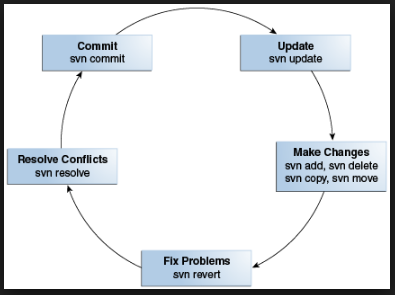 Commit
svn commit
Update
svn update
Make Changes
svn add, svn delete
svn copy, svn move
Fix Problems
svn revert
Resolve Conflicts
svn resolve